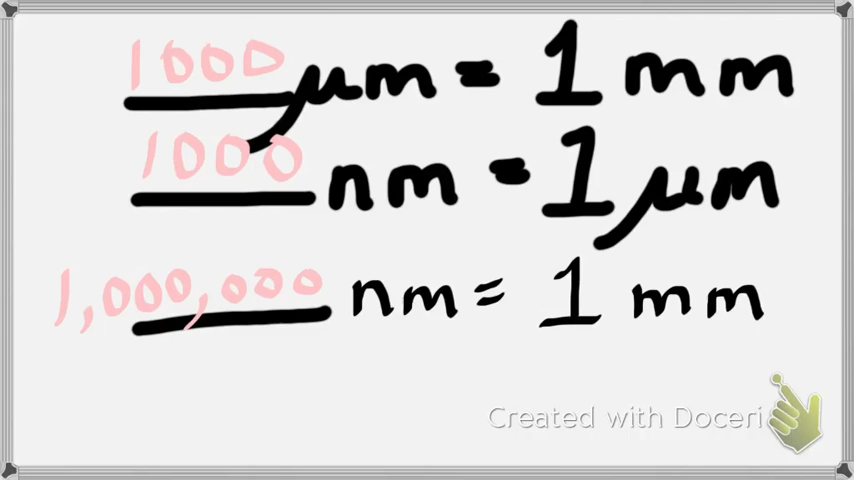 1000 μm = 1 mm
1000 nm = 1 μm
1,000,000 nm = 1 mm
Created with Doceri